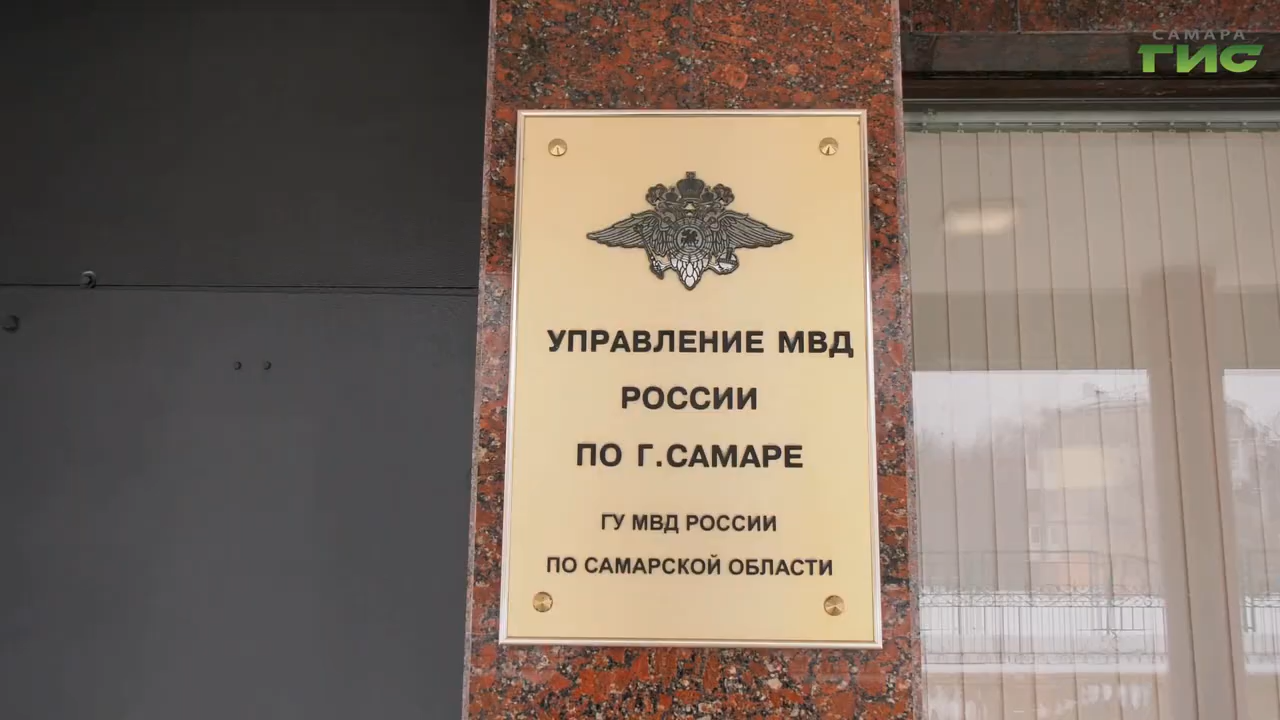 САМАРА
ГИС
УПРАВЛЕНИЕ МВД
РОССИИ
ПО Г.САМАРЕ
ГУ МВД РОССИИ
ПО САМАРСКОЙ ОБЛАСТИ